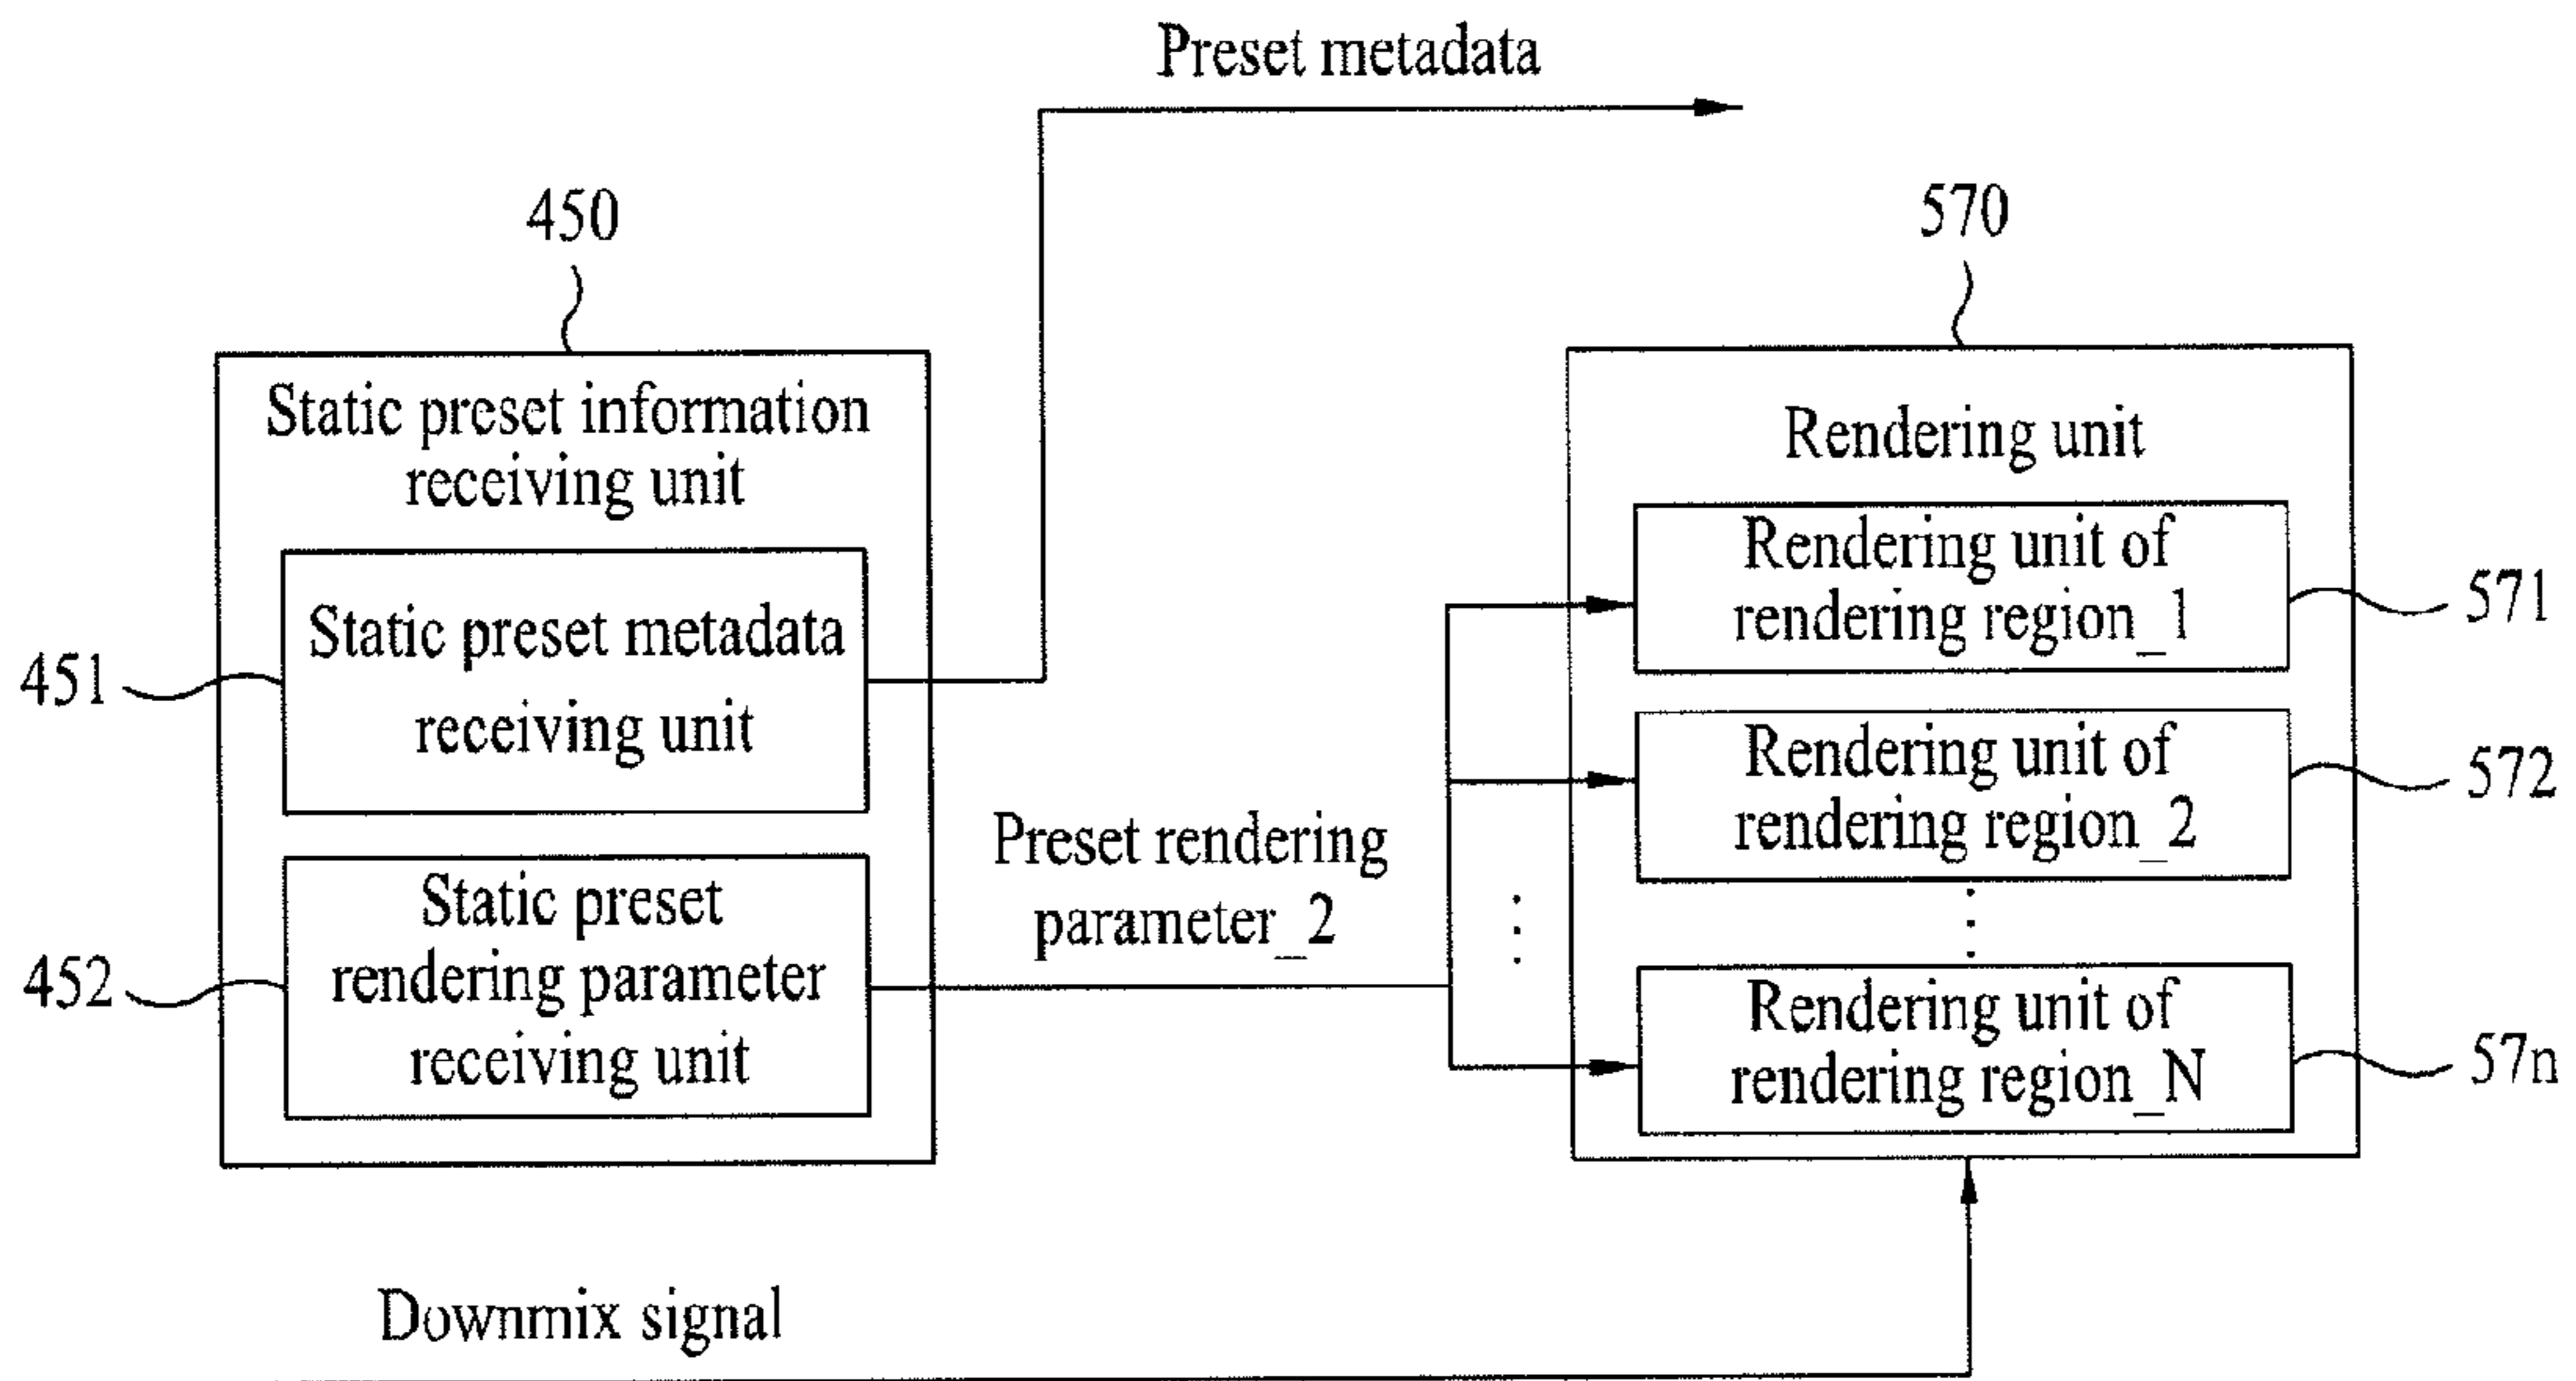 Preset metadata
450
570
Static preset information
receiving unit
Rendering unit
Static preset metadata
receiving unit
451
Rendering unit of
rendering region_1
571
Rendering unit of
rendering region_2
572
Preset rendering
parameter_2
Static preset
rendering parameter
receiving unit
452
Rendering unit of
rendering region_N
57n
Downmix signal